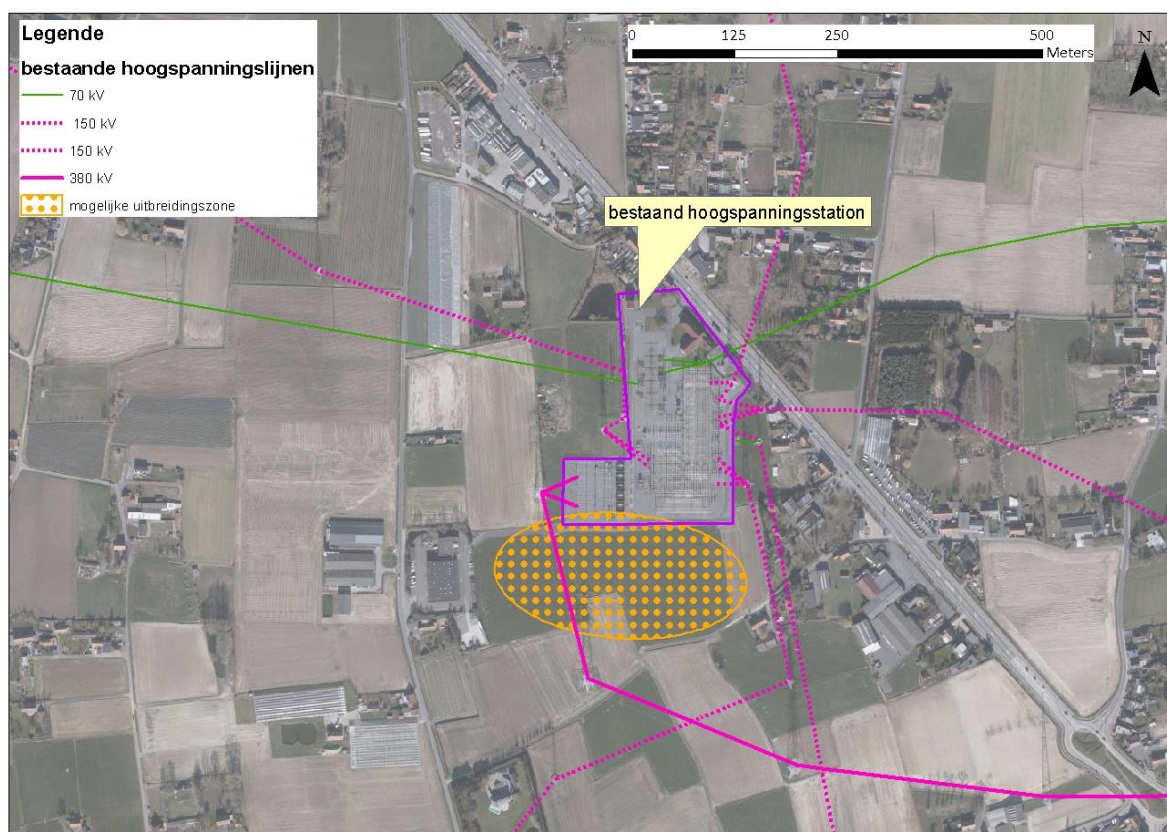 Legende
bestaande hoogspanningslijnen
70 kV
150 kV
150 kV
380 kV
mogelijke uitbreidingszone
0 125 250 500
Meters
N
bestaand hoogspanningsstation